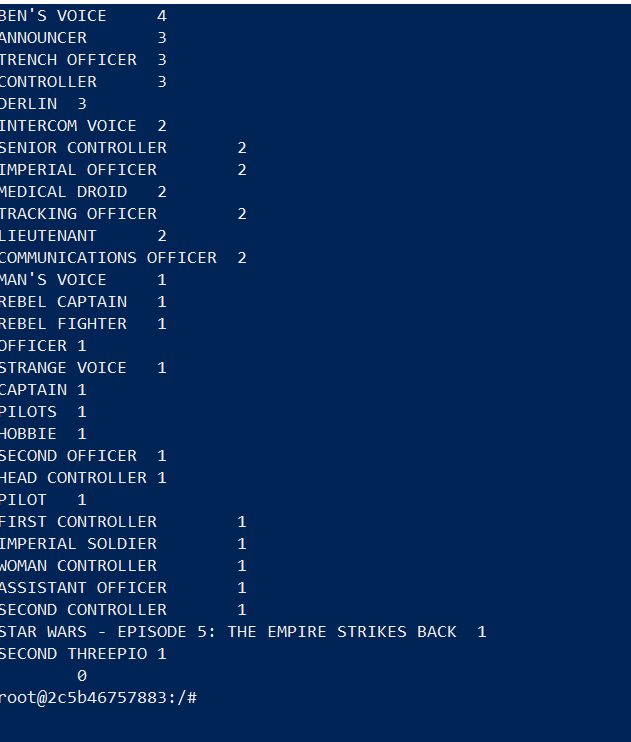 BEN'S VOICE 4
ANNOUNCER 3
TRENCH OFFICER 3
CONTROLLER 3
DERLIN 3
INTERCOM VOICE 2
SENIOR CONTROLLER 2
IMPERIAL OFFICER 2
MEDICAL DROID 2
TRACKING OFFICER 2
LIEUTENANT 2
COMMUNICATIONS OFFICER 2
MAN'S VOICE 1
REBEL CAPTAIN 1
REBEL FIGHTER 1
OFFICER 1
STRANGE VOICE 1
CAPTAIN 1
PILOTS 1
HOBBIE 1
SECOND OFFICER 1
HEAD CONTROLLER 1
PILOT 1
FIRST CONTROLLER 1
IMPERIAL SOLDIER 1
WOMAN CONTROLLER 1
ASSISTANT OFFICER 1
SECOND CONTROLLER 1
STAR WARS - EPISODE 5: THE EMPIRE STRIKES BACK 1
SECOND THREEPIO 1
0
root@2c5b46757883:/#